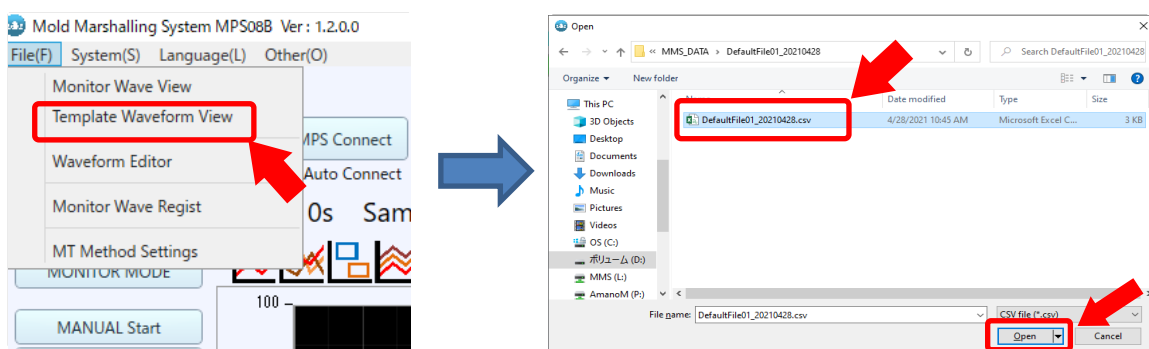 Mold Marshalling System MPS08B Ver : 1.2.0.0
File(F) System(S) Language(L) Other(O)
Monitor Wave View
Template Waveform View
Waveform Editor
Monitor Wave Regist
MT Method Settings
MPS Connect
Auto Connect
0s Sam
MONITOR MODE
100
MANUAL Start
Open
« MMS_DATA › DefaultFile01_20210428
Search DefaultFile01_20210428
Organize New folder
Date modified Type Size
This PC
3D Objects
Desktop
Documents
Downloads
Music
Pictures
Videos
OS (C:)
ボリューム (D:)
MMS (L:)
AmanoM (P:)
DefaultFile01_20210428.csv 4/28/2021 10:45 AM Microsoft Excel C... 3 KB
File name: DefaultFile01_20210428.csv
CSV file (*.csv)
Open Cancel